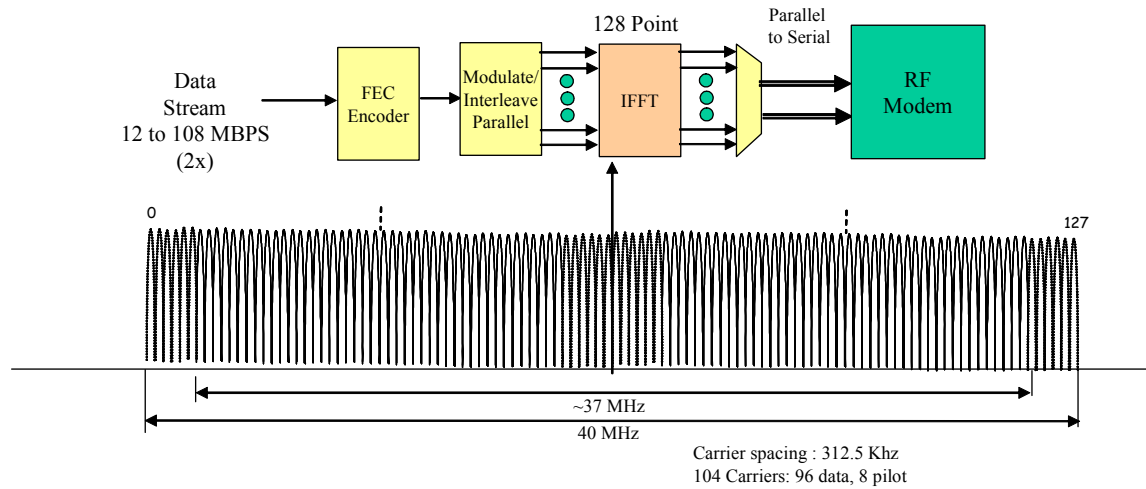 128 Point
Parallel
to Serial
Data
Stream
12 to 108 MBPS
(2x)
FEC
Encoder
Modulate/
Interleave
Parallel
IFFT
RF
Modem
0
127
~37 MHz
40 MHz
Carrier spacing : 312.5 Khz
104 Carriers: 96 data, 8 pilot